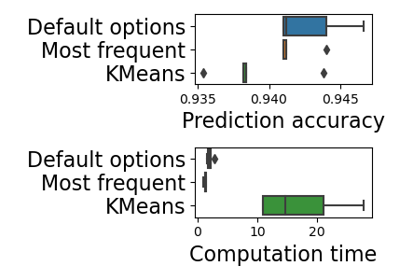 Default options
Most frequent
KMeans
0.935 0.940 0.945
Prediction accuracy
Default options
Most frequent
KMeans
0 10 20
Computation time